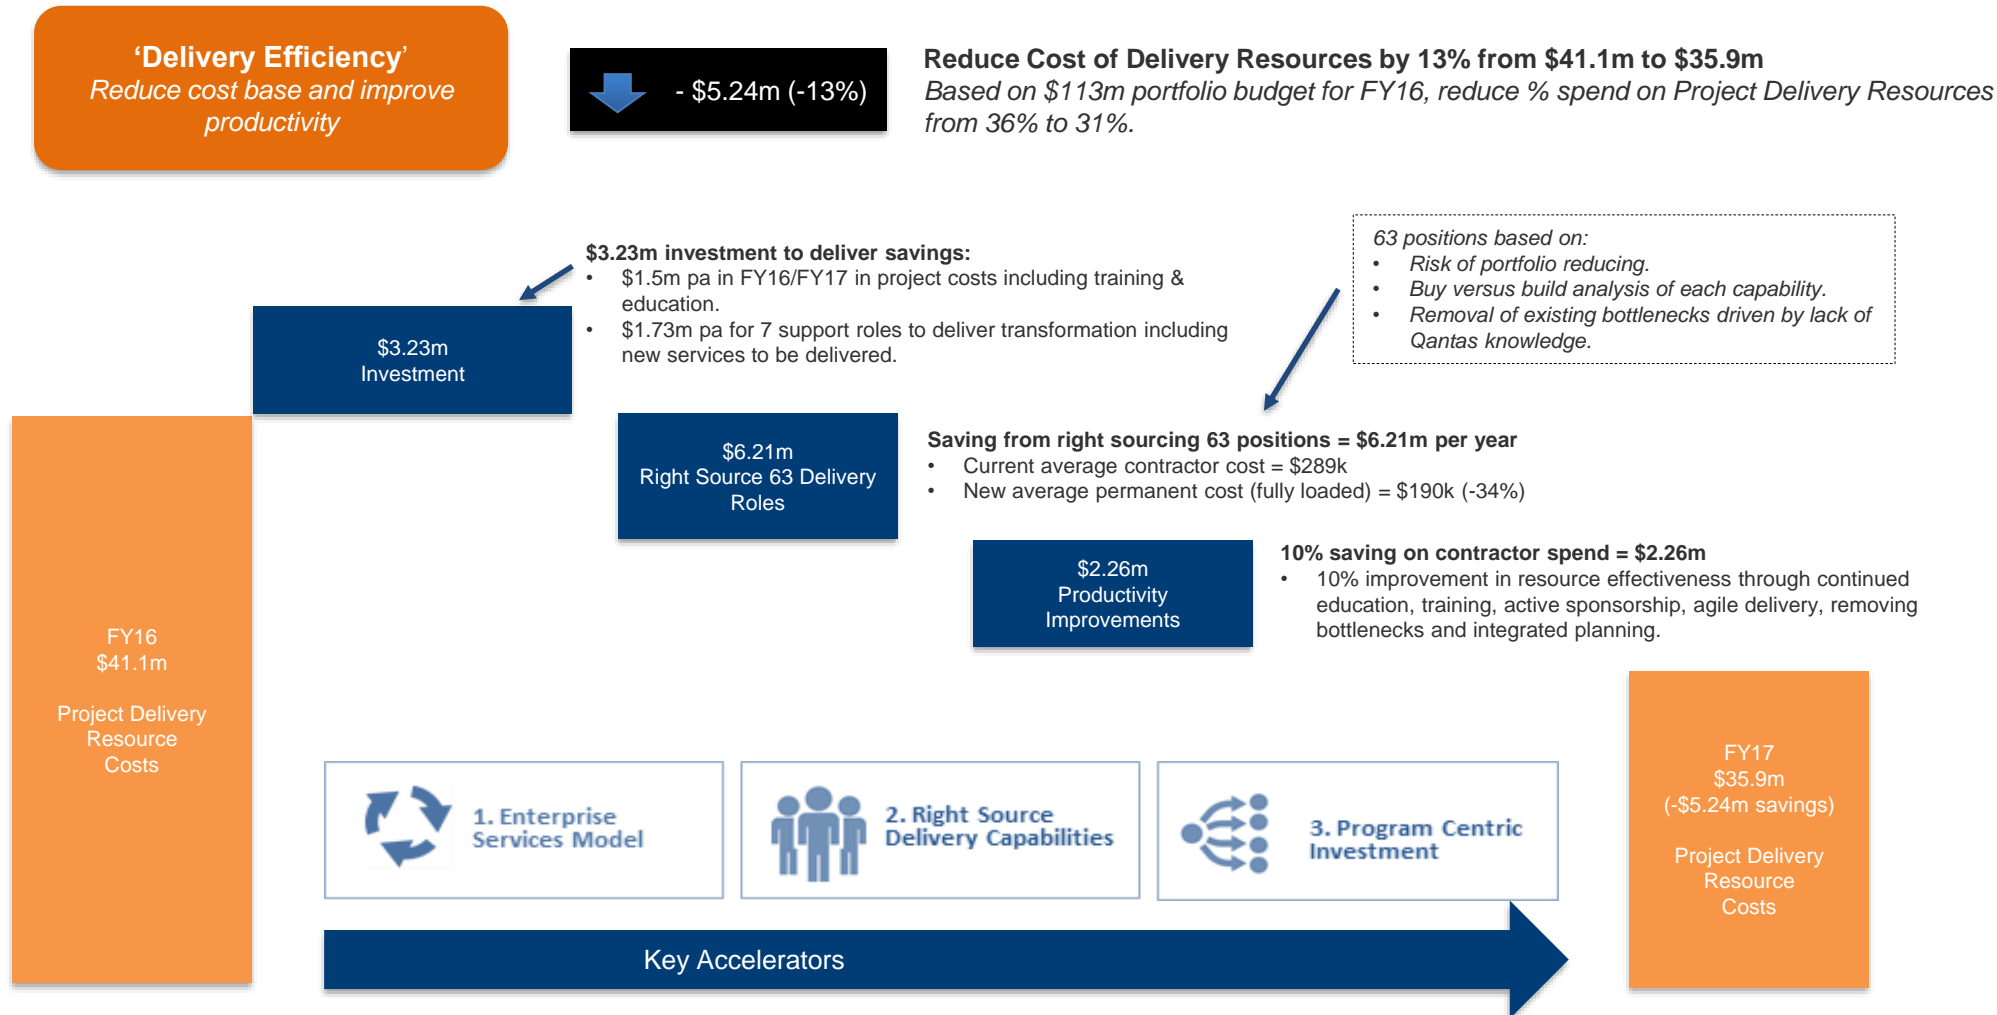 ‘Delivery Efficiency’
Reduce cost base and improve
productivity
- $5.24m (-13%)
Reduce Cost of Delivery Resources by 13% from $41.1m to $35.9m
Based on $113m portfolio budget for FY16, reduce % spend on Project Delivery Resources
from 36% to 31%.
$3.23m investment to deliver savings:
• $1.5m pa in FY16/FY17 in project costs including training &
education.
• $1.73m pa for 7 support roles to deliver transformation including
new services to be delivered.
63 positions based on:
• Risk of portfolio reducing.
• Buy versus build analysis of each capability.
• Removal of existing bottlenecks driven by lack of
Qantas knowledge.
$3.23m
Investment
$6.21m
Right Source 63 Delivery
Roles
Saving from right sourcing 63 positions = $6.21m per year
• Current average contractor cost = $289k
• New average permanent cost (fully loaded) = $190k (-34%)
$2.26m
Productivity
Improvements
10% saving on contractor spend = $2.26m
• 10% improvement in resource effectiveness through continued
education, training, active sponsorship, agile delivery, removing
bottlenecks and integrated planning.
FY16
$41.1m
Project Delivery
Resource
Costs
1. Enterprise
Services Model
2. Right Source
Delivery Capabilities
3. Program Centric
Investment
FY17
$35.9m
(-$5.24m savings)
Project Delivery
Resource
Costs
Key Accelerators